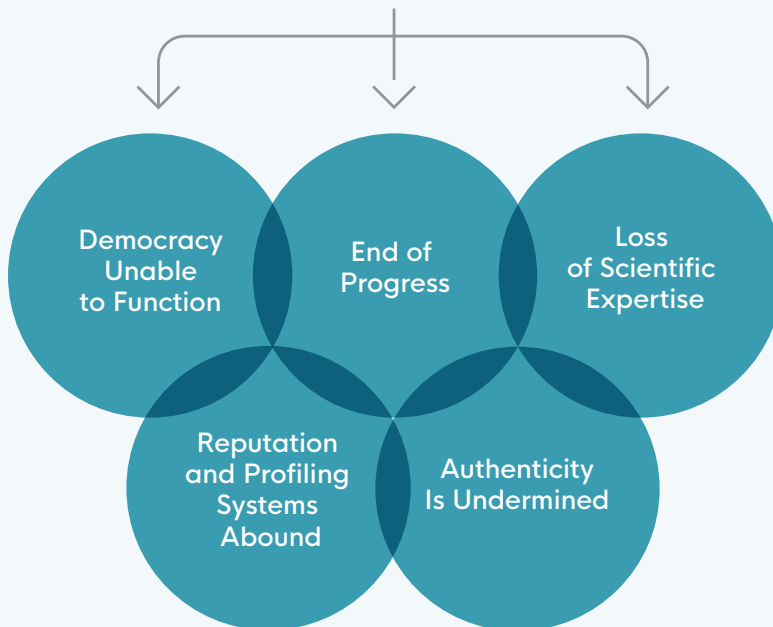 Democracy
Unable
to Function
End of
Progress
Loss
of Scientific
Expertise
Reputation
and Profiling
Systems
Abound
Authenticity
Is Undermined